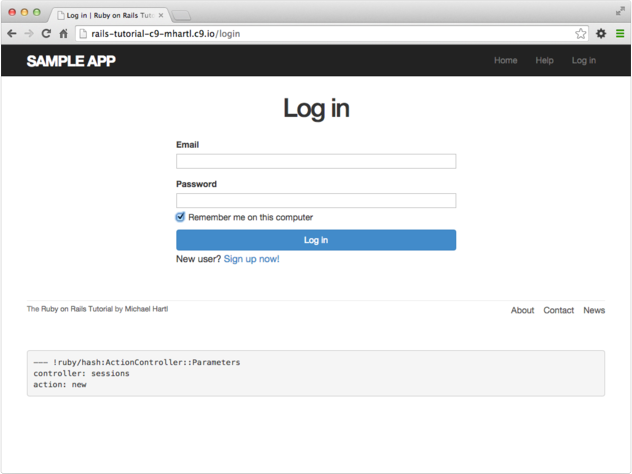 Log in | Ruby on Rails Tuto
rails-tutorial-c9-mhartl.c9.io/login
SAMPLE APP
Home Help Log in
Log in
Email
Password
Remember me on this computer
Log in
New user? Sign up now!
The Ruby on Rails Tutorial by Michael Hartl
About Contact News
--- !ruby/hash:ActionController::Parameters
controller: sessions
action: new